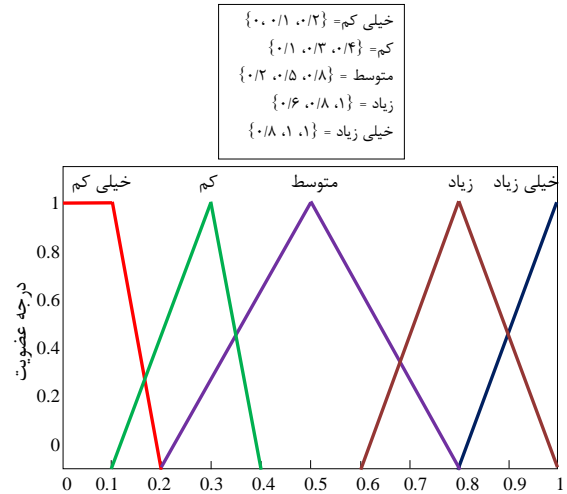 خیلی کم= {۰، ۰/۱ ،۰/۲}
کم= {۰/۱ ،۰/۳ ،۰/۴}
متوسط = {۰/۲ ،۰/۵ ،۰/۸}
زیاد = {۰/۶ ،۰/۸ ،۱}
خیلی زیاد = {۰/۸ ،۱ ،۱}
خیلی کم کم متوسط زیاد خیلی زیاد
درجه عضویت
1
0.8
0.6
0.4
0.2
0
0 0.1 0.2 0.3 0.4 0.5 0.6 0.7 0.8 0.9 1